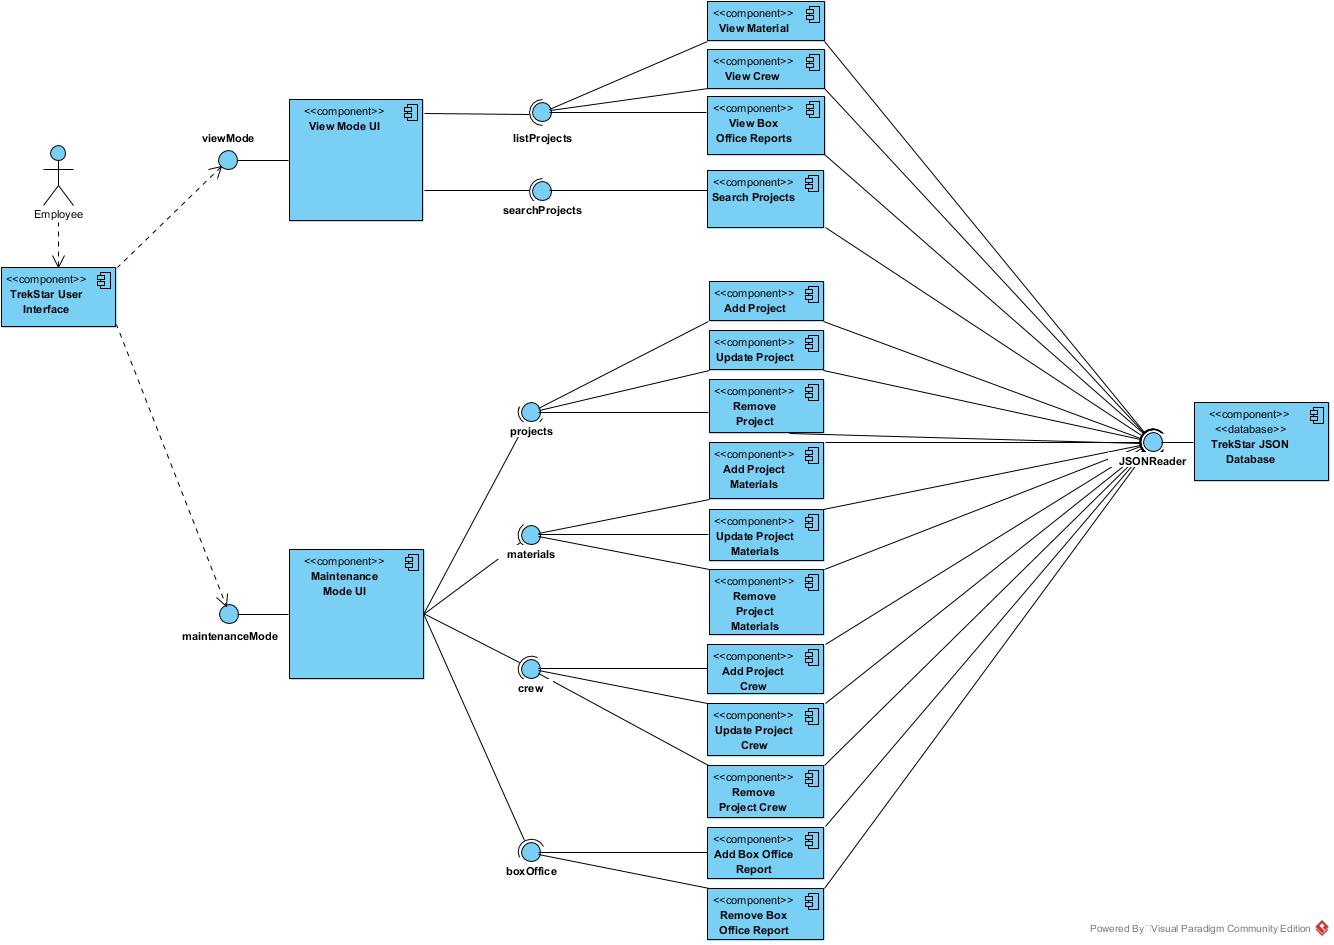 <<component>>
View Material
<<component>>
View Crew
<<component>>
View Box
Office Reports
<<component>>
Search Projects
<<component>>
View Mode UI
viewMode
listProjects
searchProjects
Employee
<<component>>
TrekStar User
Interface
<<component>>
Add Project
<<component>>
Update Project
<<component>>
Remove
Project
<<component>>
Add Project
Materials
<<component>>
Update Project
Materials
<<component>>
Remove
Project
Materials
<<component>>
Add Project
Crew
<<component>>
Update Project
Crew
<<component>>
Remove
Project Crew
<<component>>
Add Box Office
Report
<<component>>
Remove Box
Office Report
projects
materials
crew
boxOffice
<<component>>
Maintenance
Mode UI
maintenanceMode
JSONReader
<<component>>
<<database>>
TrekStar JSON
Database
Powered By Visual Paradigm Community Edition